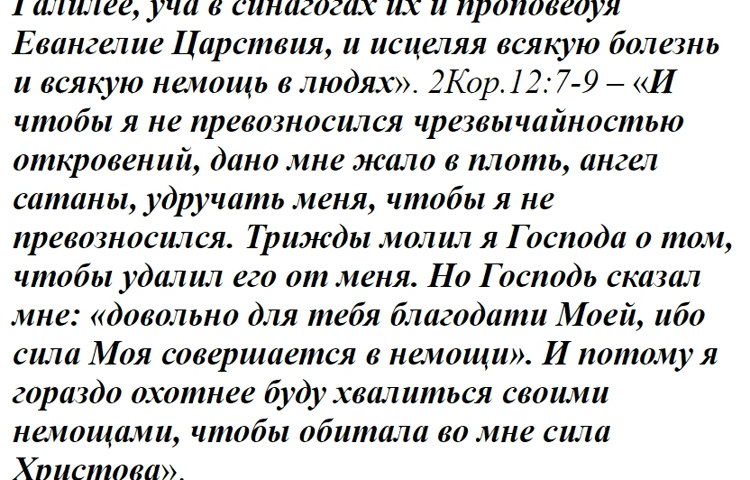 Галилее, уча в синагогах их и проповедуя
Евангелие Царствия, и исцеляя всякую болезнь
и всякую немощь в людях». 2Кор.12:7-9 – «И
чтобы я не превозносился чрезвычайностью
откровений, дано мне жало в плоть, ангел
сатаны, удручать меня, чтобы я не
превозносился. Трижды молил я Господа о том,
чтобы удалил его от меня. Но Господь сказал
мне: «довольно для тебя благодати Моей, ибо
сила Моя совершается в немощи». И потому я
гораздо охотнее буду хвалиться своими
немощами, чтобы обитала во мне сила
Христова».